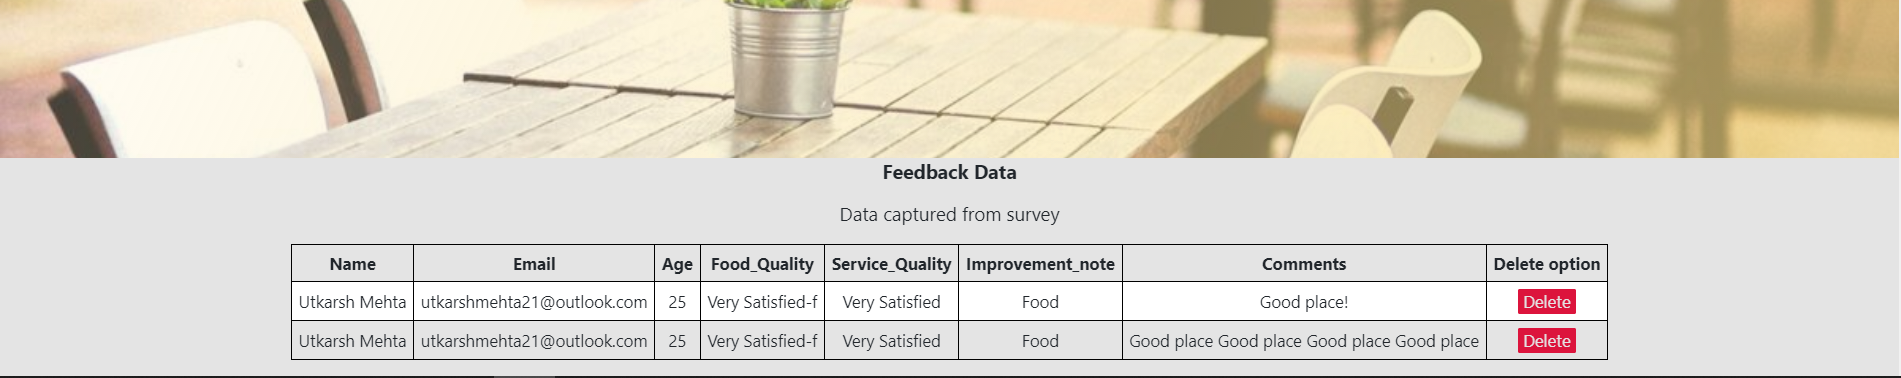 Feedback Data
Data captured from survey
Name Email Age Food_Quality Service_Quality Improvement_note Comments Delete option
Utkarsh Mehta utkarshmehta21@outlook.com 25 Very Satisfied-f Very Satisfied Food Good place! Delete
Utkarsh Mehta utkarshmehta21@outlook.com 25 Very Satisfied-f Very Satisfied Food Good place Good place Good place Good place Delete